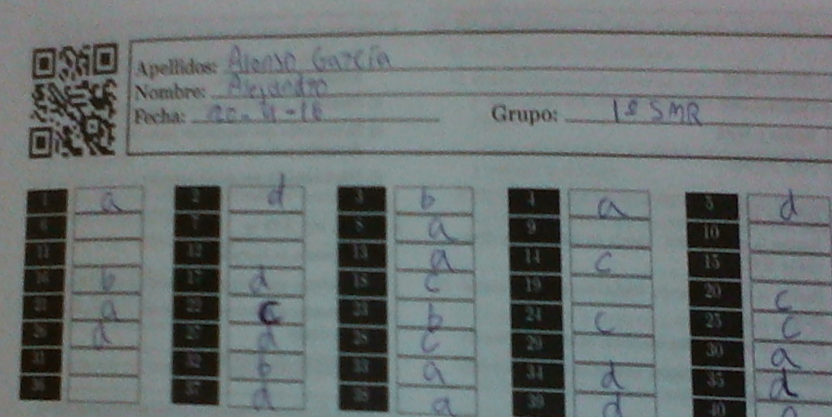 Apellidos: Alonso García
Nombre: Alejandro
Fecha: 20-4-18 Grupo: 1º SMR
1 a 2 d 3 b 4 a 5 d
6 7 8 a 9 10
11 12 13 a 14 c 15
16 b 17 d 18 c 19 20 c
21 a 22 c 23 b 24 c 25 c
26 d 27 a 28 c 29 30 a
31 32 b 33 a 34 d 35 d
36 37 d 38 a 39 d 40 a